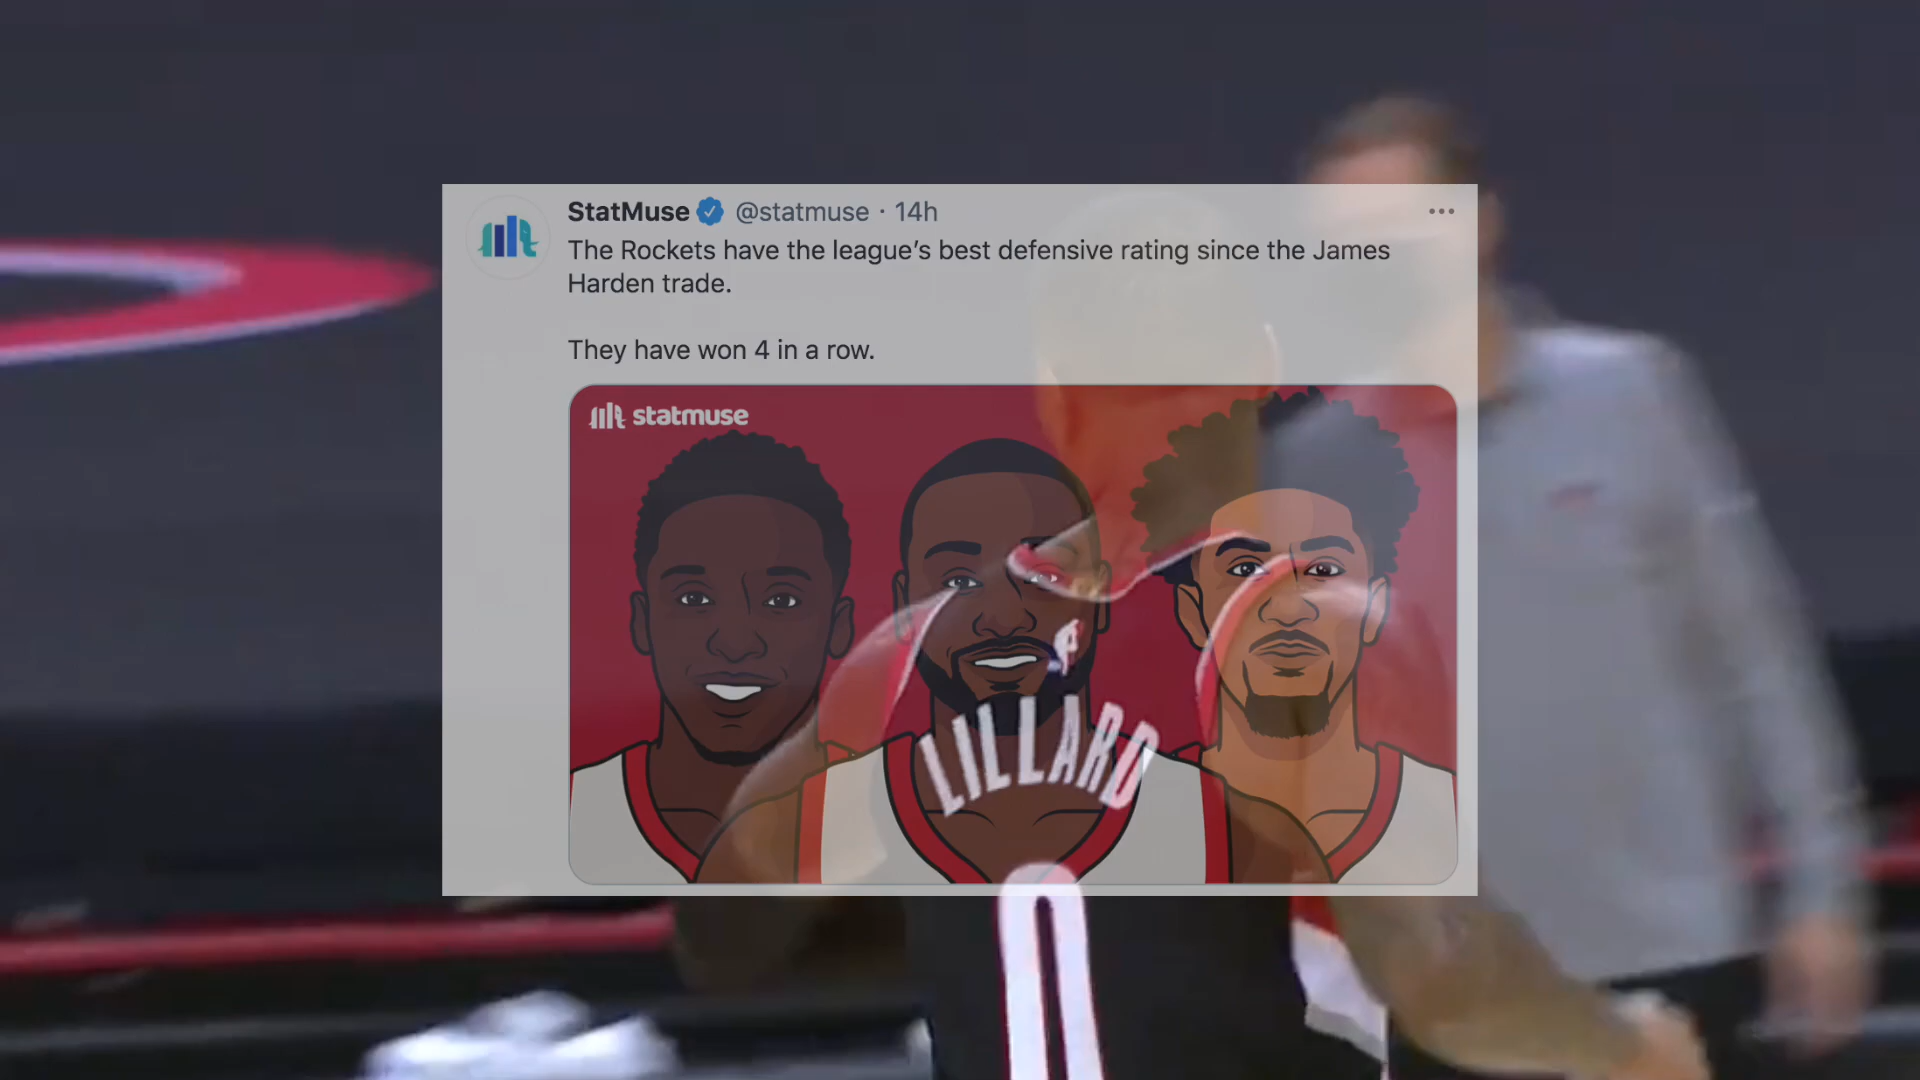 StatMuse @statmuse · 14h
The Rockets have the league’s best defensive rating since the James
Harden trade.
They have won 4 in a row.
statmuse
LILLARD
0